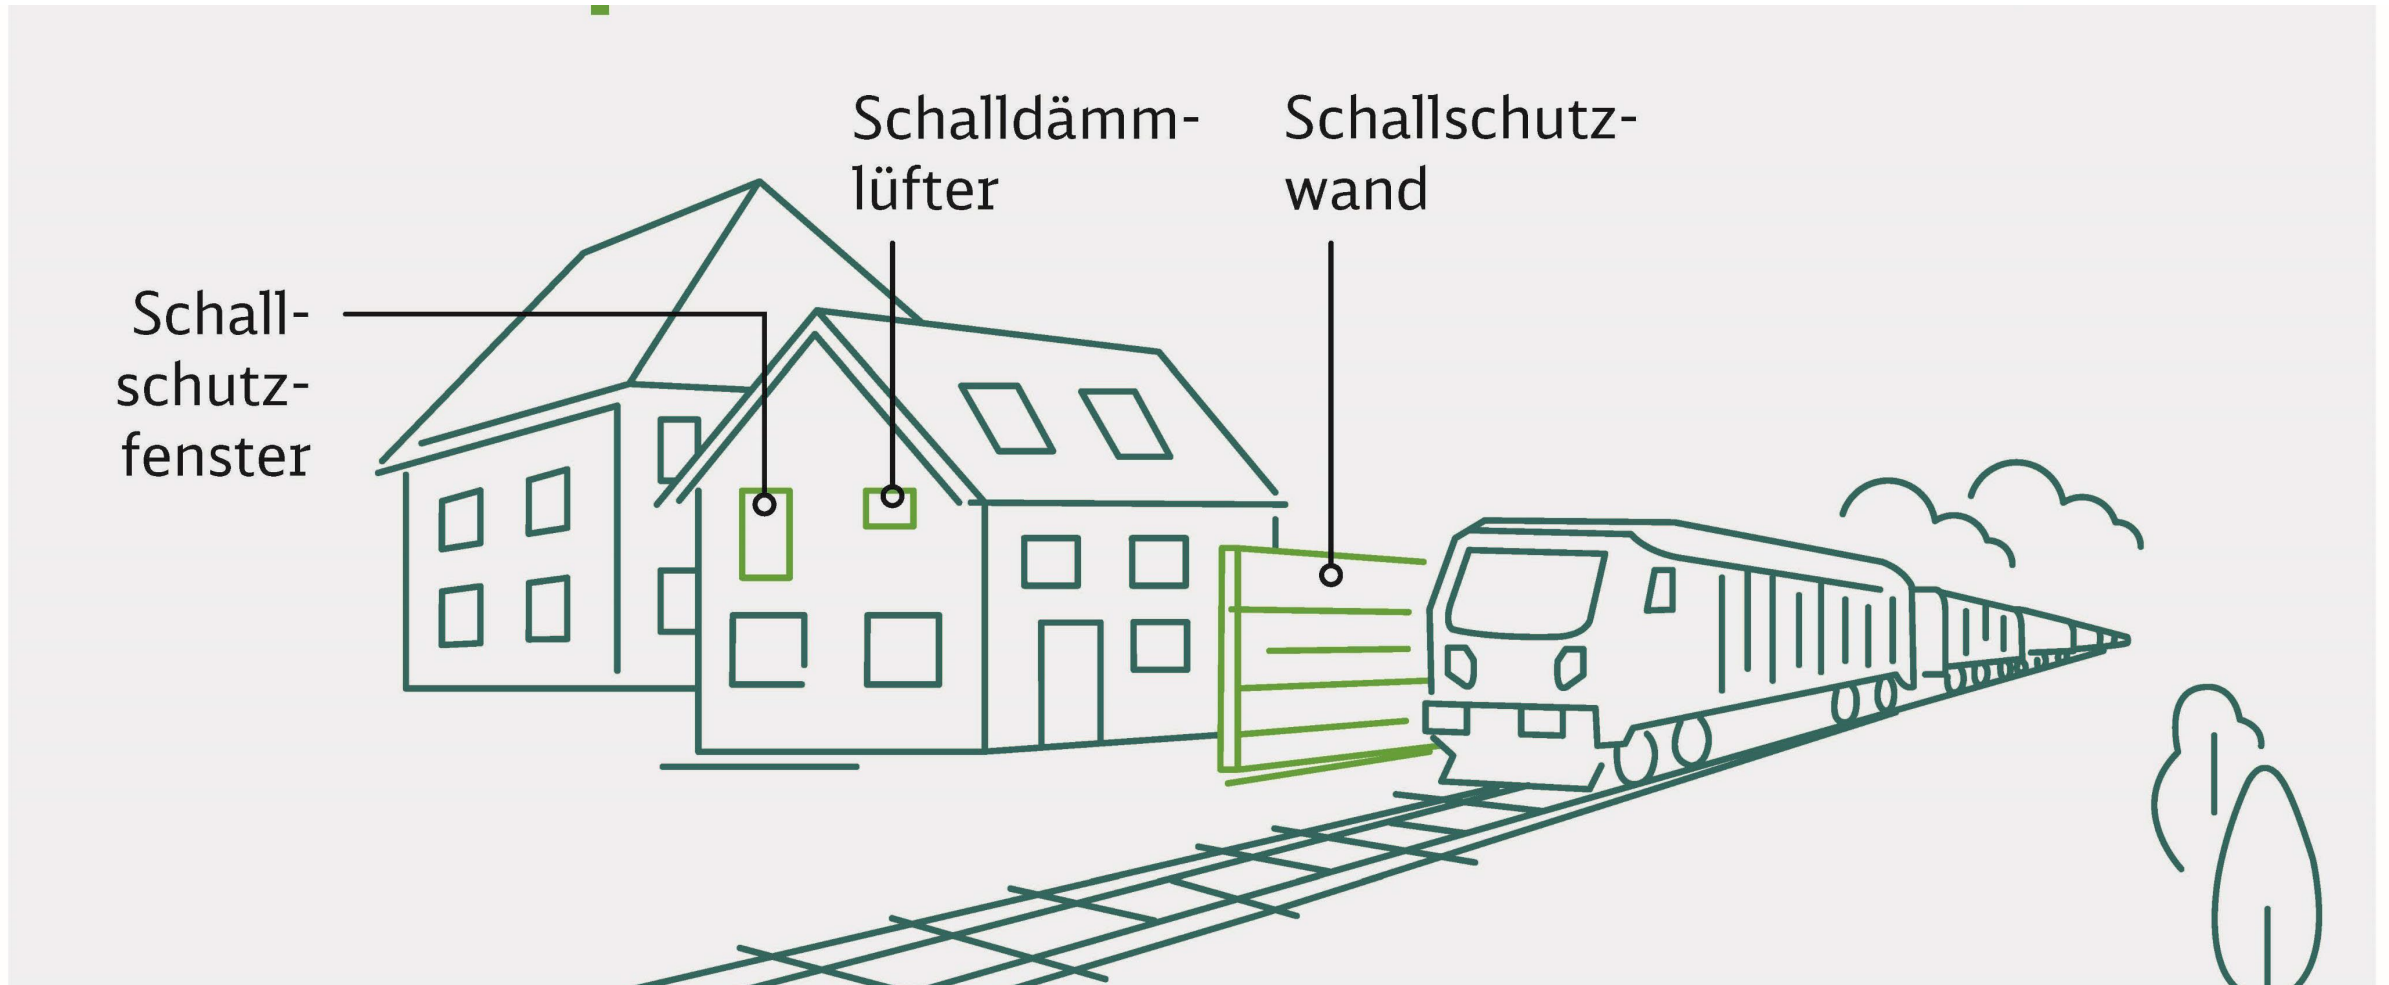 Schalldämm-
lüfter
Schallschutz-
wand
Schall-
schutz-
fenster